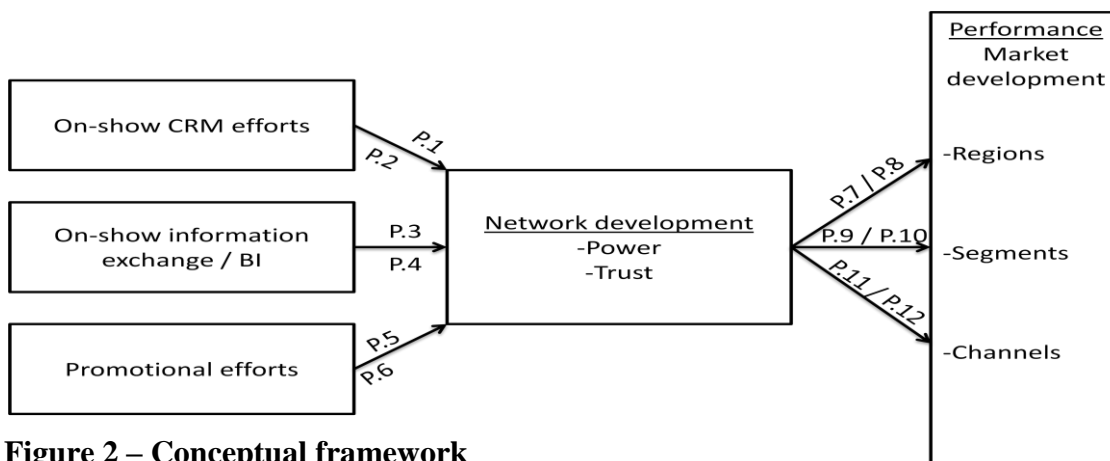 On-show CRM efforts
P.1
P.2
On-show information
exchange / BI
P.3
P.4
Promotional efforts
P.5
P.6
Network development
-Power
-Trust
P.7 / P.8
P.9 / P.10
P.11 / P.12
Performance
Market
development
-Regions
-Segments
-Channels
Figure 2 – Conceptual framework